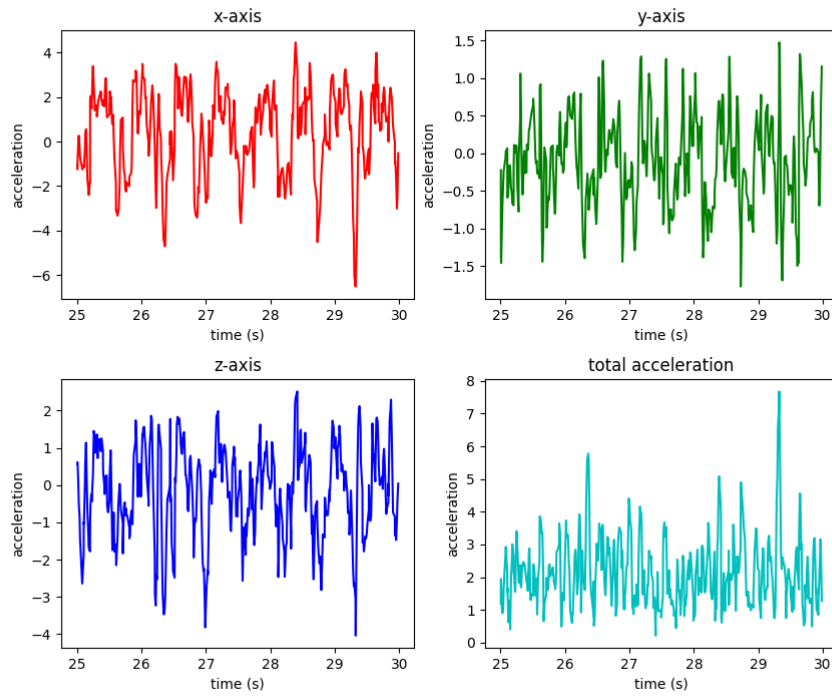 x-axis
y-axis
acceleration
4
2
0
−2
−4
−6
25 26 27 28 29 30
time (s)
acceleration
1.5
1.0
0.5
0.0
−0.5
−1.0
−1.5
25 26 27 28 29 30
time (s)
z-axis
total acceleration
acceleration
2
1
0
−1
−2
−3
−4
25 26 27 28 29 30
time (s)
acceleration
8
7
6
5
4
3
2
1
0
25 26 27 28 29 30
time (s)